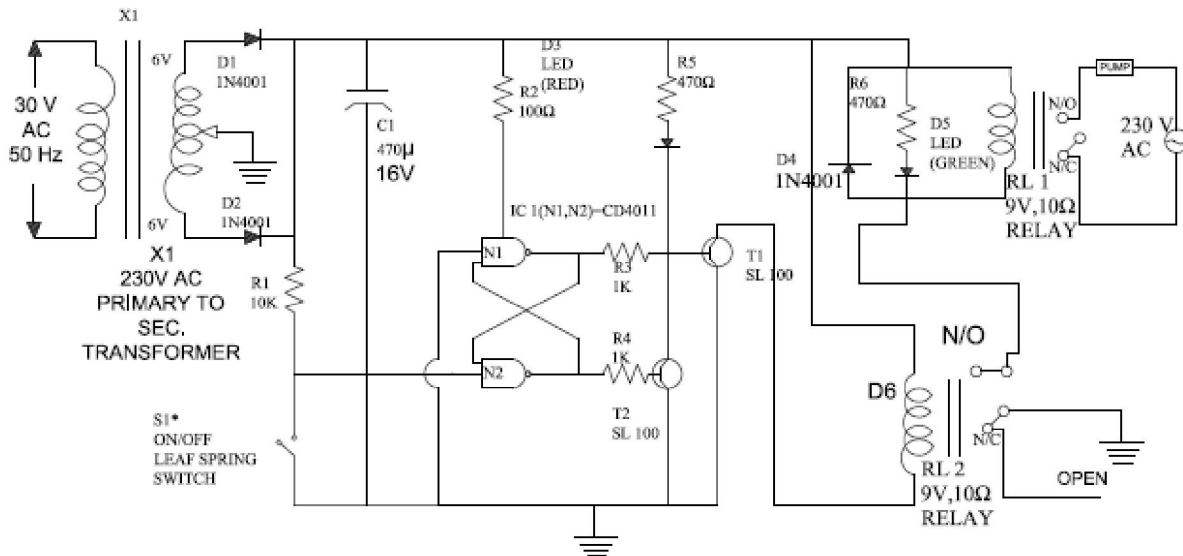 X1
6V
D1
1N4001
30 V
AC
50 Hz
D2
1N4001
6V
X1
230V AC
PRIMARY TO
SEC.
TRANSFORMER
R1
10K
S1*
ON/OFF
LEAF SPRING
SWITCH
C1
470µ
16V
D3
LED
(RED)
R2
100Ω
R5
470Ω
IC 1(N1,N2)=CD4011
N1
N2
R3
1K
R4
1K
T1
SL 100
T2
SL 100
D4
1N4001
R6
470Ω
D5
LED
(GREEN)
N/O
N/C
RL 1
9V,10Ω
RELAY
PUMP
230 V
AC
N/O
D6
N/C
RL 2
9V,10Ω
RELAY
OPEN